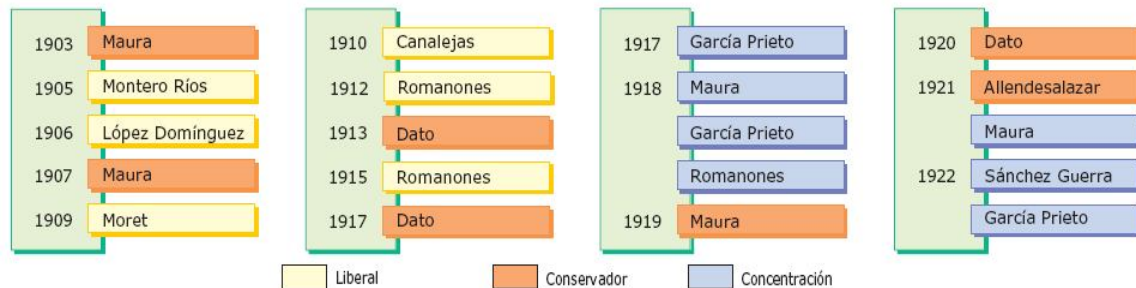 1903 Maura
1905 Montero Ríos
1906 López Domínguez
1907 Maura
1909 Moret
1910 Canalejas
1912 Romanones
1913 Dato
1915 Romanones
1917 Dato
1917 García Prieto
1918 Maura
García Prieto
Romanones
1919 Maura
1920 Dato
1921 Allendesalazar
Maura
1922 Sánchez Guerra
García Prieto
Liberal Conservador Concentración